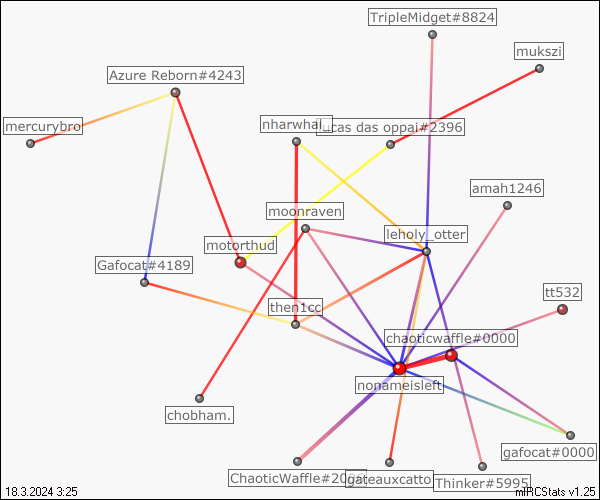 TripleMidget#8824
mukszi
Azure Reborn#4243
mercurybro
nharwhal_
ucas das oppai#2396
amah1246
moonraven
leholy_otter
motorthud
Gafocat#4189
tt532
then1cc
chaoticwaffle#0000
nonameisleft
chobham.
gafocat#0000
ChaoticWaffle#20
gateauxcatto
Thinker#5995
18.3.2024 3:25
mIRCStats v1.25